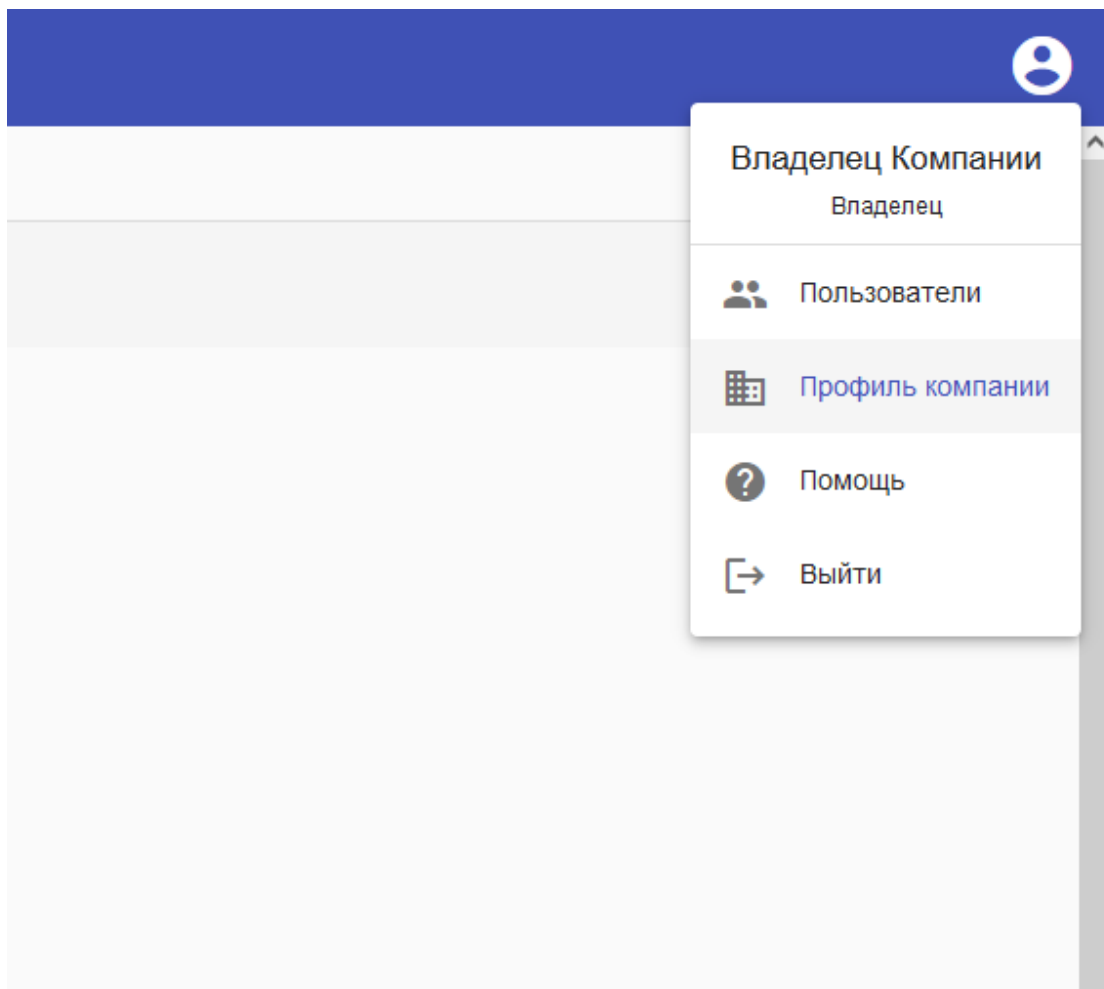 Владелец Компании
Владелец
Пользователи
Профиль компании
Помощь
Выйти